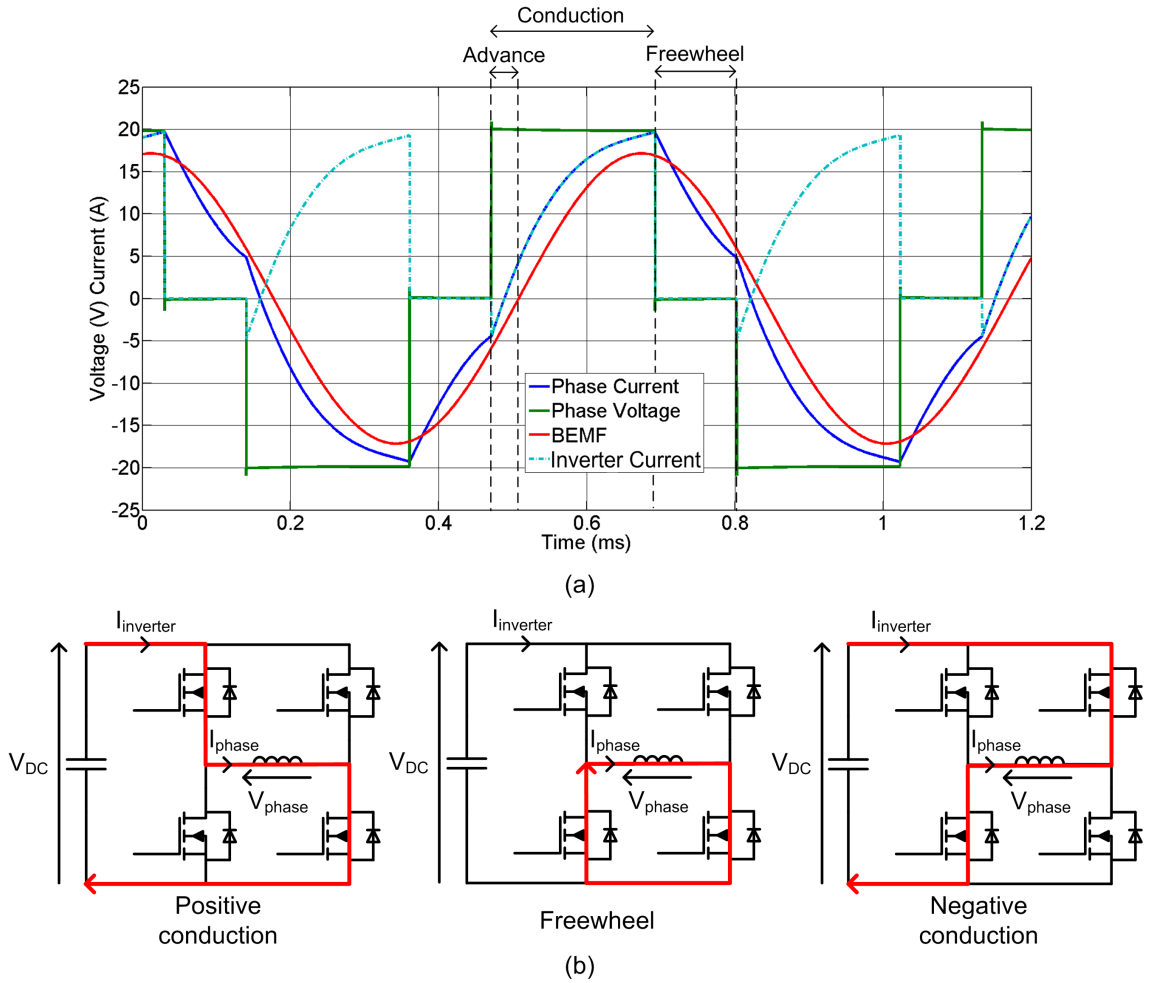 Conduction
Advance
Freewheel
25
20
15
10
5
0
-5
-10
-15
-20
-25
Voltage (V) Current (A)
Phase Current
Phase Voltage
BEMF
Inverter Current
0
0.2
0.4
0.6
0.8
1
1.2
Time (ms)
(a)
Iinverter
VDC
Iphase
Vphase
Positive
conduction
Iinverter
VDC
Iphase
Vphase
Freewheel
Iinverter
VDC
Iphase
Vphase
Negative
conduction
(b)